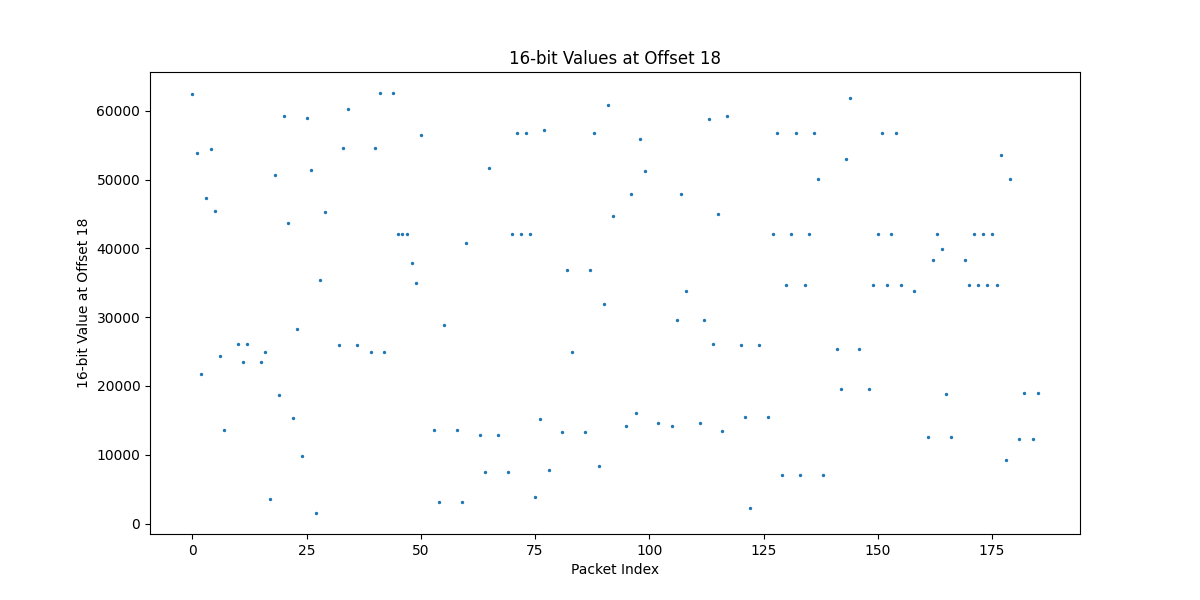 16-bit Values at Offset 18
60000
50000
40000
30000
20000
10000
0
16-bit Value at Offset 18
0 25 50 75 100 125 150 175
Packet Index